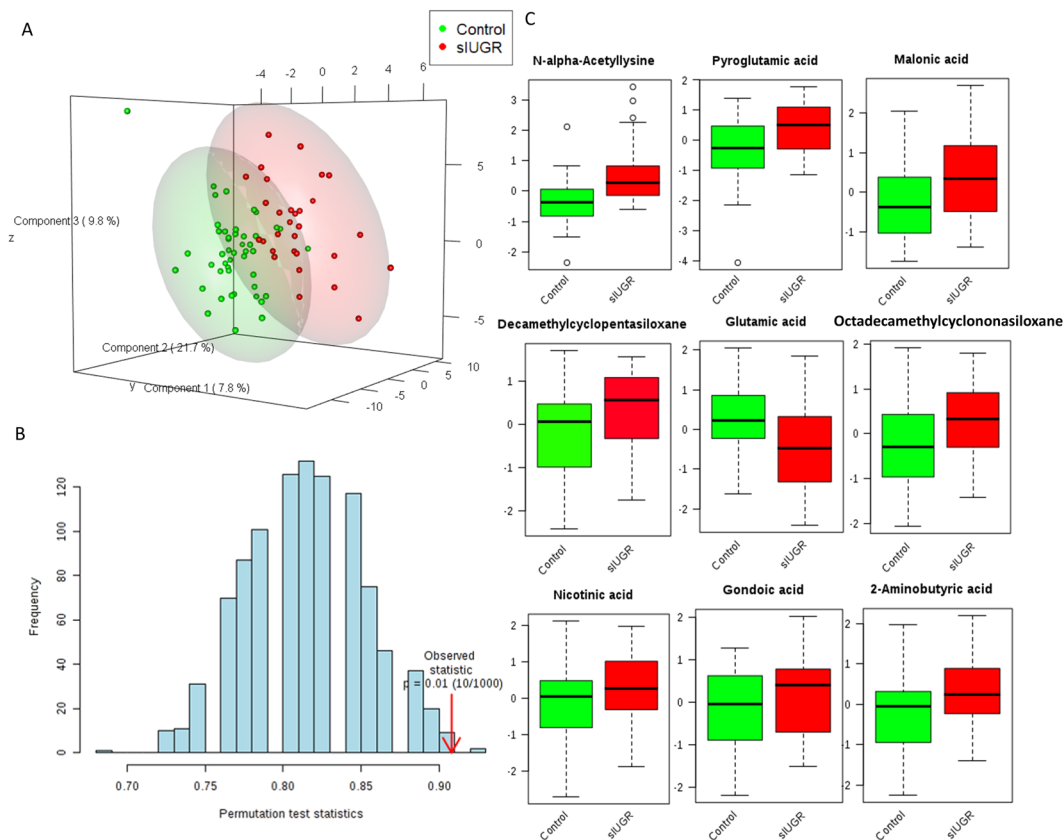 A
Control
sIUGR
-4 -2 0 2 4 6
5
0
-5
z
Component 3 ( 9.8 %)
Component 2 ( 21.7 %)
y
Component 1 ( 7.8 %)
-10 -5 0 5 10
B
Frequency
0 20 40 60 80 100 120
Observed
statistic
p = 0.01 (10/1000)
0.70 0.75 0.80 0.85 0.90
Permutation test statistics
C
N-alpha-Acetyllysine
3
2
1
0
-1
-2
Control sIUGR
Pyroglutamic acid
2
1
0
-1
-2
-3
-4
Control sIUGR
Malonic acid
2
1
0
-1
Control sIUGR
Decamethylcyclopentasiloxane
1
0
-1
-2
Control sIUGR
Glutamic acid
2
1
0
-1
-2
Control sIUGR
Octadecamethylcyclononasiloxane
2
1
0
-1
-2
Control sIUGR
Nicotinic acid
2
1
0
-1
-2
Control sIUGR
Gondoic acid
2
1
0
-1
-2
Control sIUGR
2-Aminobutyric acid
2
1
0
-1
-2
Control sIUGR